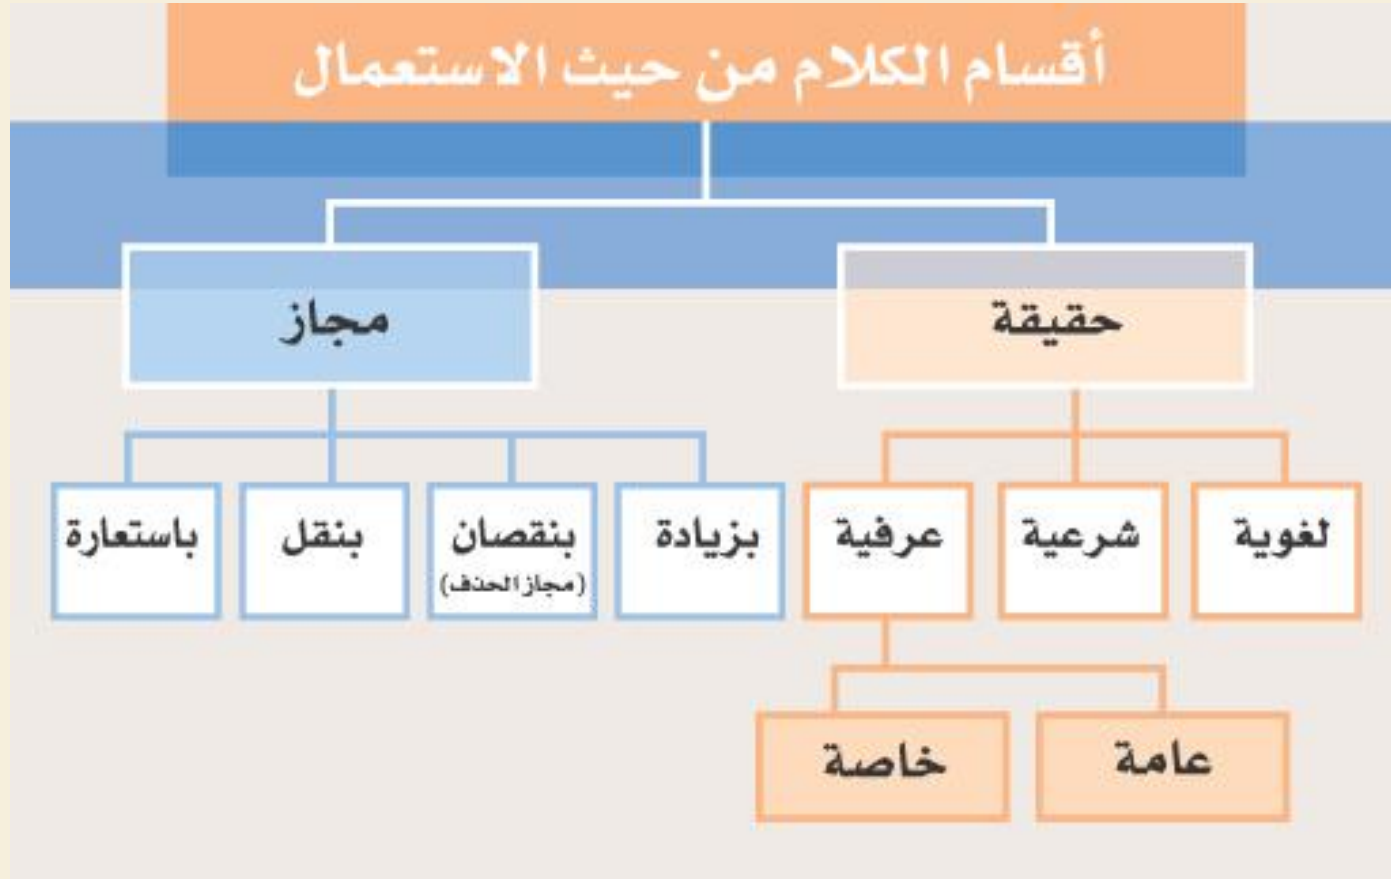 أقسام الكلام من حيث الاستعمال
حقيقة
مجاز
لغوية
شرعية
عرفية
بزيادة
بنقصان
(مجاز الحذف)
بنقل
باستعارة
عامة
خاصة